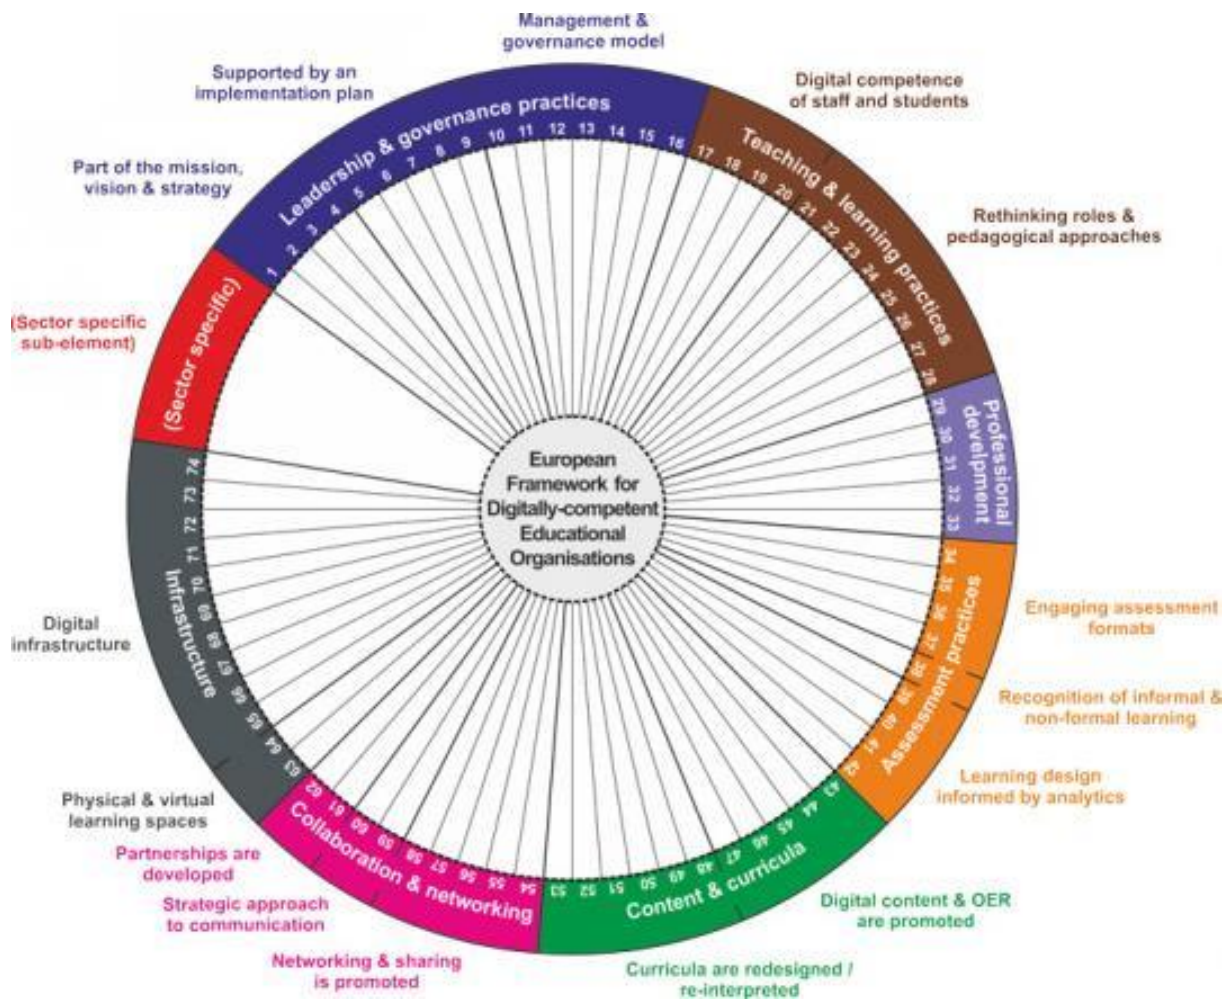 Management &
governance model
Supported by an
implementation plan
Part of the mission,
vision & strategy
Digital competence
of staff and students
Rethinking roles &
pedagogical approaches
(Sector specific
sub-element)
Engaging assessment
formats
Recognition of informal &
non-formal learning
Learning design
informed by analytics
Digital content & OER
are promoted
Curricula are redesigned /
re-interpreted
Networking & sharing
is promoted
Strategic approach
to communication
Partnerships are
developed
Physical & virtual
learning spaces
Digital
infrastructure
Leadership & governance practices
Teaching & learning practices
Professional
develpment
Assessment practices
Content & curricula
Collaboration & networking
Infrastructure
(Sector specific)
1 2 3 4 5 6 7 8 9 10 11 12 13 14 15 16
17 18 19 20 21 22 23 24 25 26 27 28
29 30 31 32 33
34 35 36 37 38 39 40 41 42
43 44 45 46 47 48 49 50 51 52 53
54 55 56 57 58 59 60 61 62
63 64 65 66 67 68 69 70 71 72 73 74
European
Framework for
Digitally-competent
Educational
Organisations